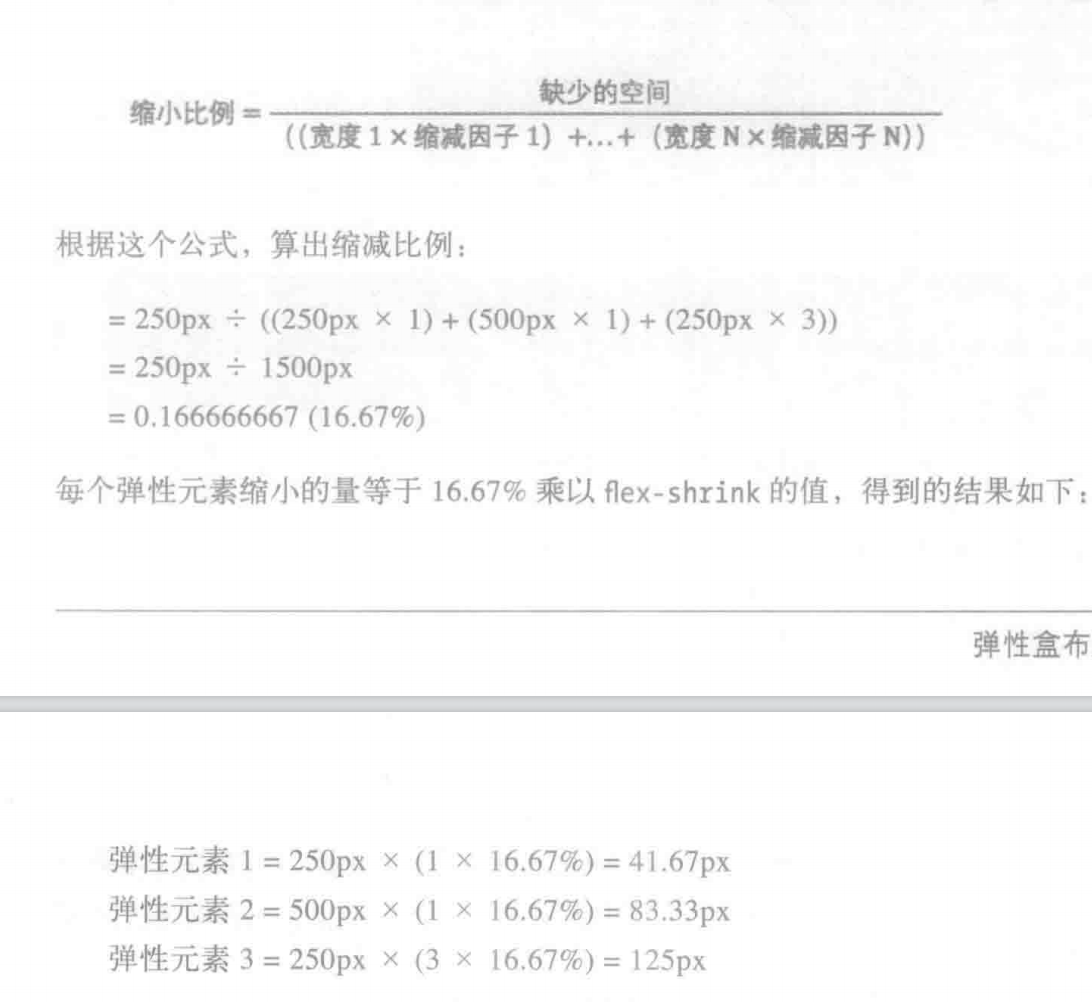 缩小比例 =
缺少的空间
((宽度 1×缩减因子 1) +...+ (宽度 N×缩减因子 N))
根据这个公式，算出缩减比例：
= 250px ÷ ((250px × 1) + (500px × 1) + (250px × 3))
= 250px ÷ 1500px
= 0.166666667 (16.67%)
每个弹性元素缩小的量等于 16.67% 乘以 flex-shrink 的值，得到的结果如下：
弹性盒布
弹性元素 1 = 250px × (1 × 16.67%) = 41.67px
弹性元素 2 = 500px × (1 × 16.67%) = 83.33px
弹性元素 3 = 250px × (3 × 16.67%) = 125px